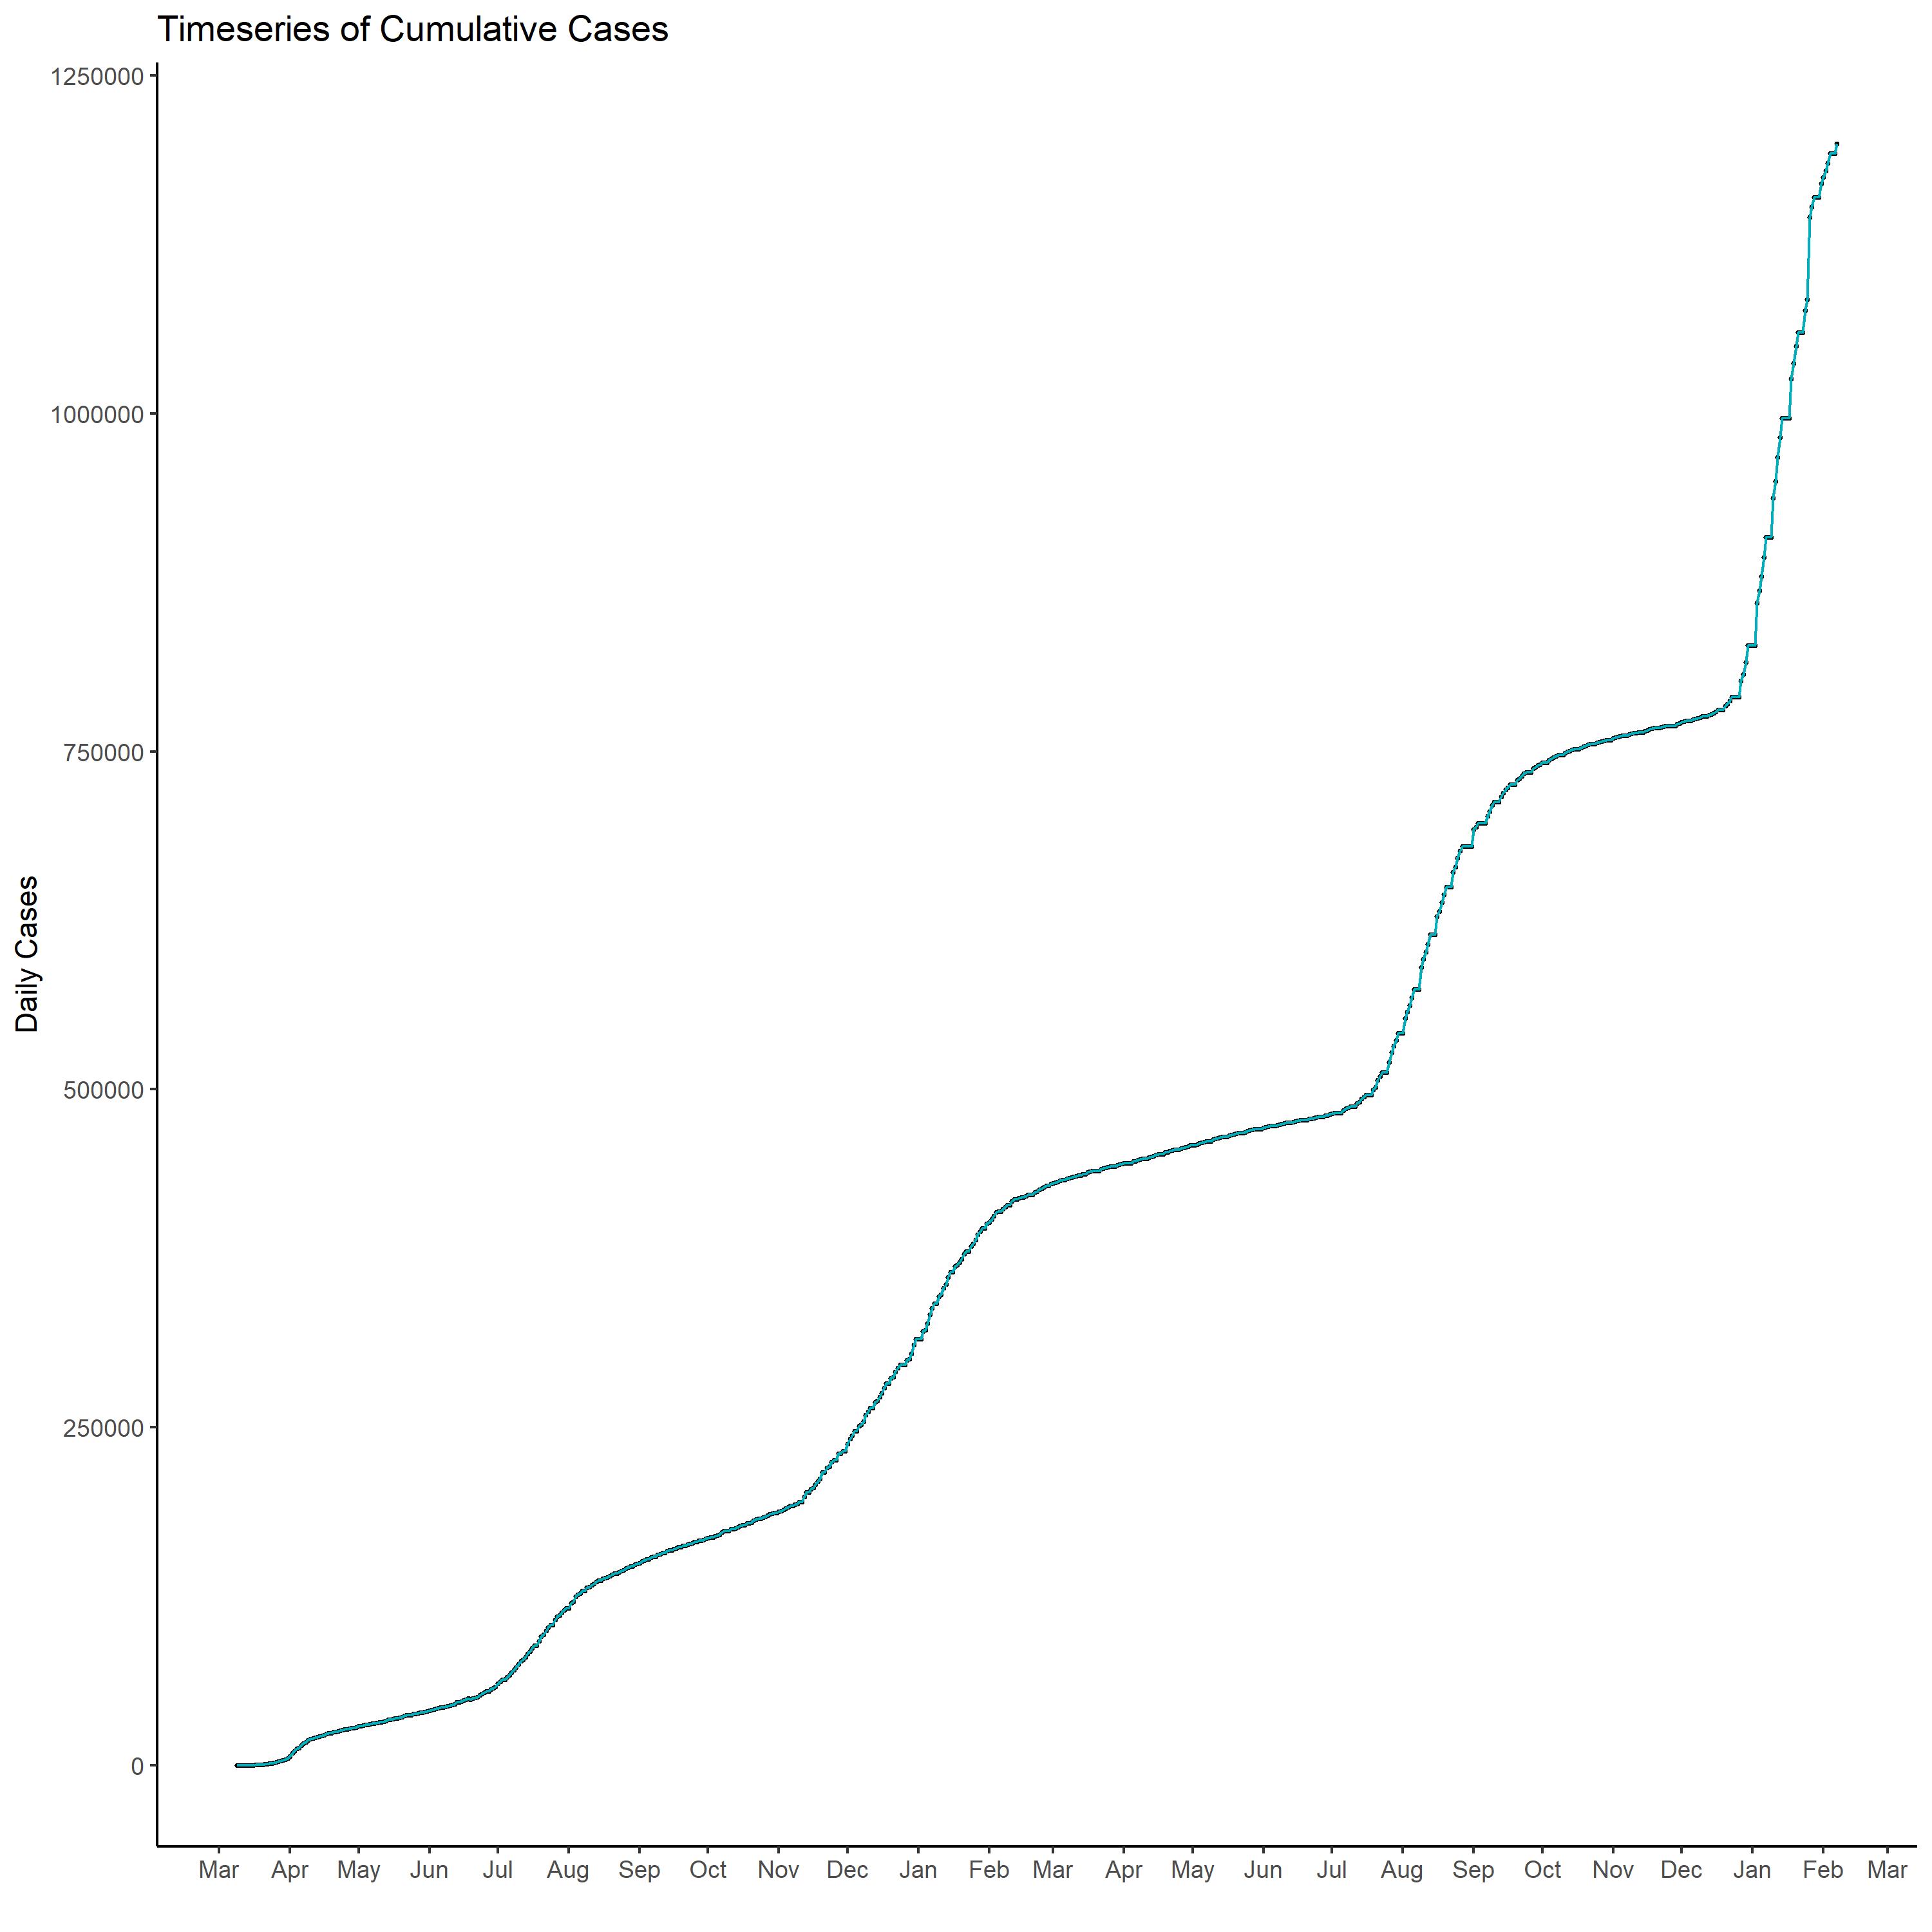 Timeseries of Cumulative Cases
1250000
1000000
750000
500000
250000
0
Daily Cases
Mar Apr May Jun Jul Aug Sep Oct Nov Dec Jan Feb Mar Apr May Jun Jul Aug Sep Oct Nov Dec Jan Feb Mar